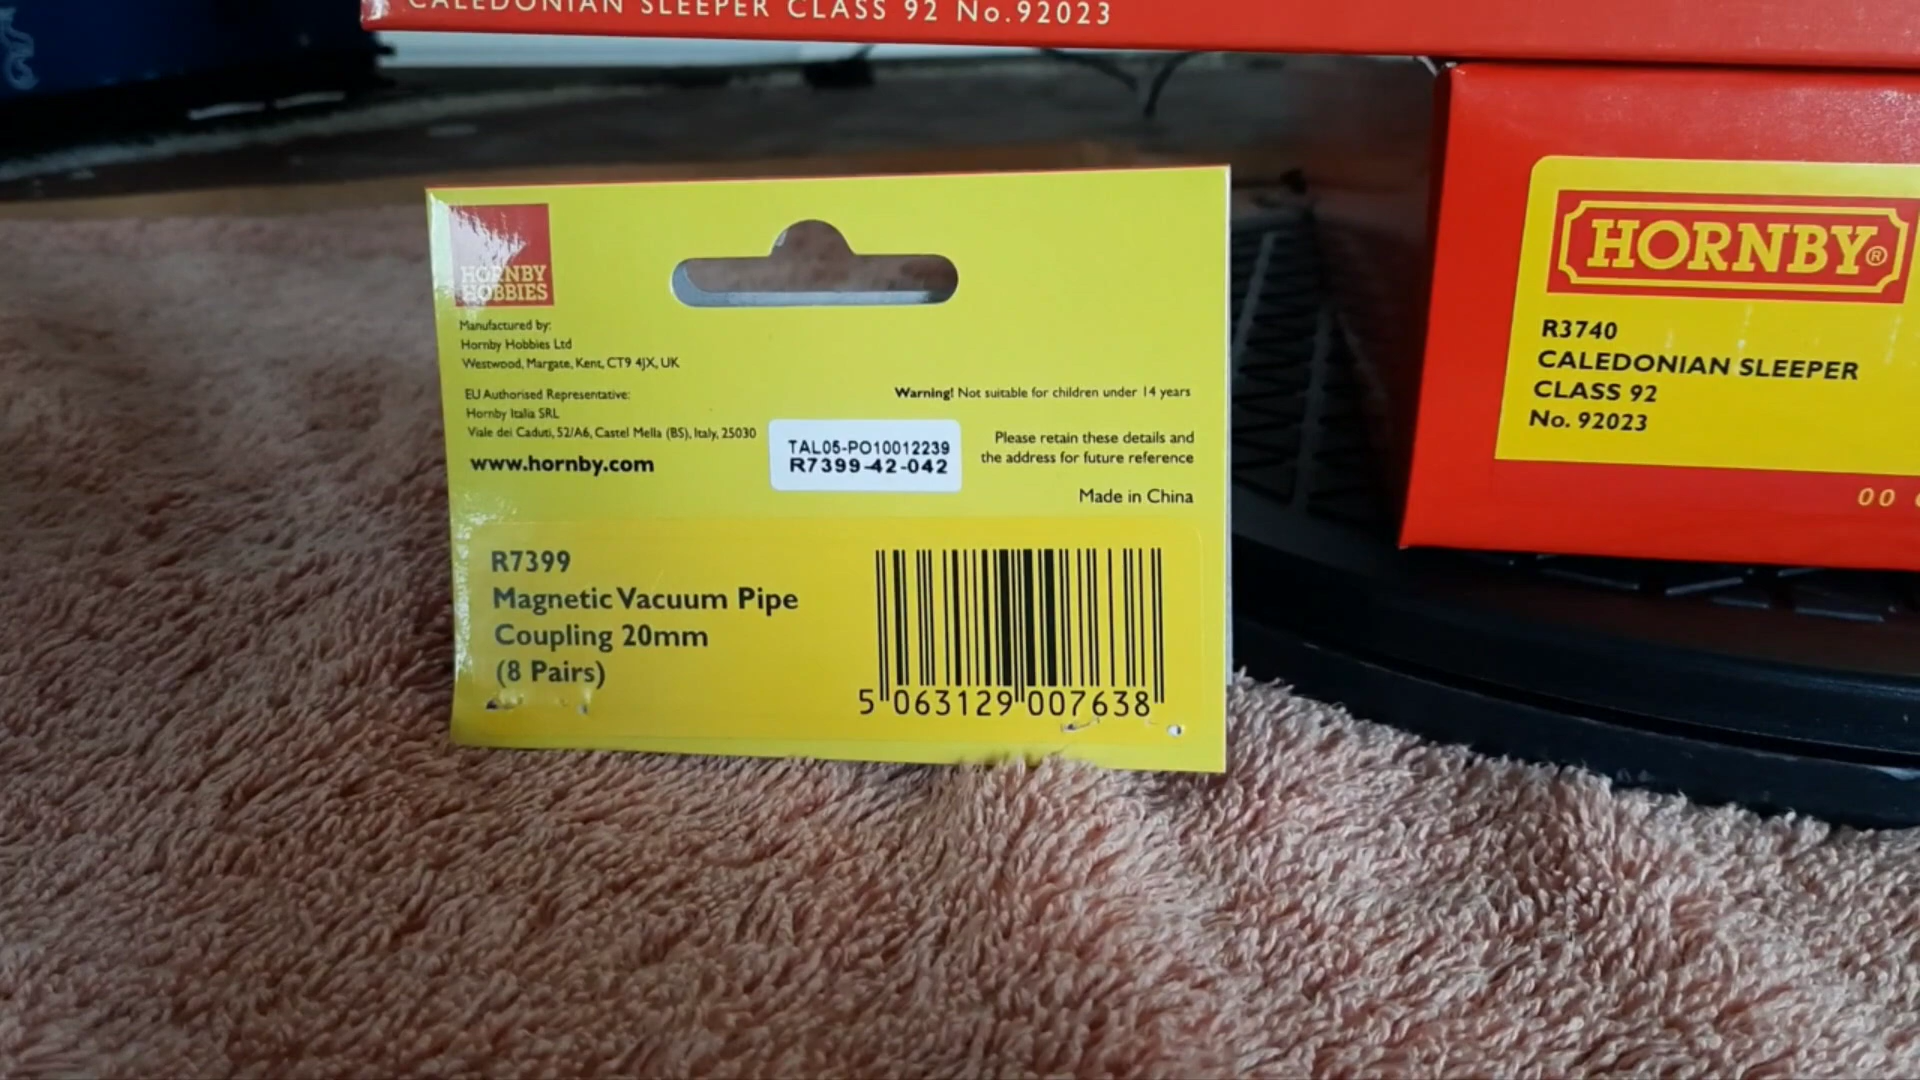 CALEDONIAN SLEEPER CLASS 92 No.92023
HORNBY
HOBBIES
Manufactured by:
Hornby Hobbies Ltd
Westwood, Margate, Kent, CT9 4JX, UK
EU Authorised Representative:
Hornby Italia SRL
Viale dei Caduti, 52/A6, Castel Mella (BS), Italy, 25030
www.hornby.com
Warning! Not suitable for children under 14 years
TAL05-PO10012239
R7399-42-042
Please retain these details and
the address for future reference
Made in China
R7399
Magnetic Vacuum Pipe
Coupling 20mm
(8 Pairs)
5 063129 007638
HORNBY®
R3740
CALEDONIAN SLEEPER
CLASS 92
No. 92023
00